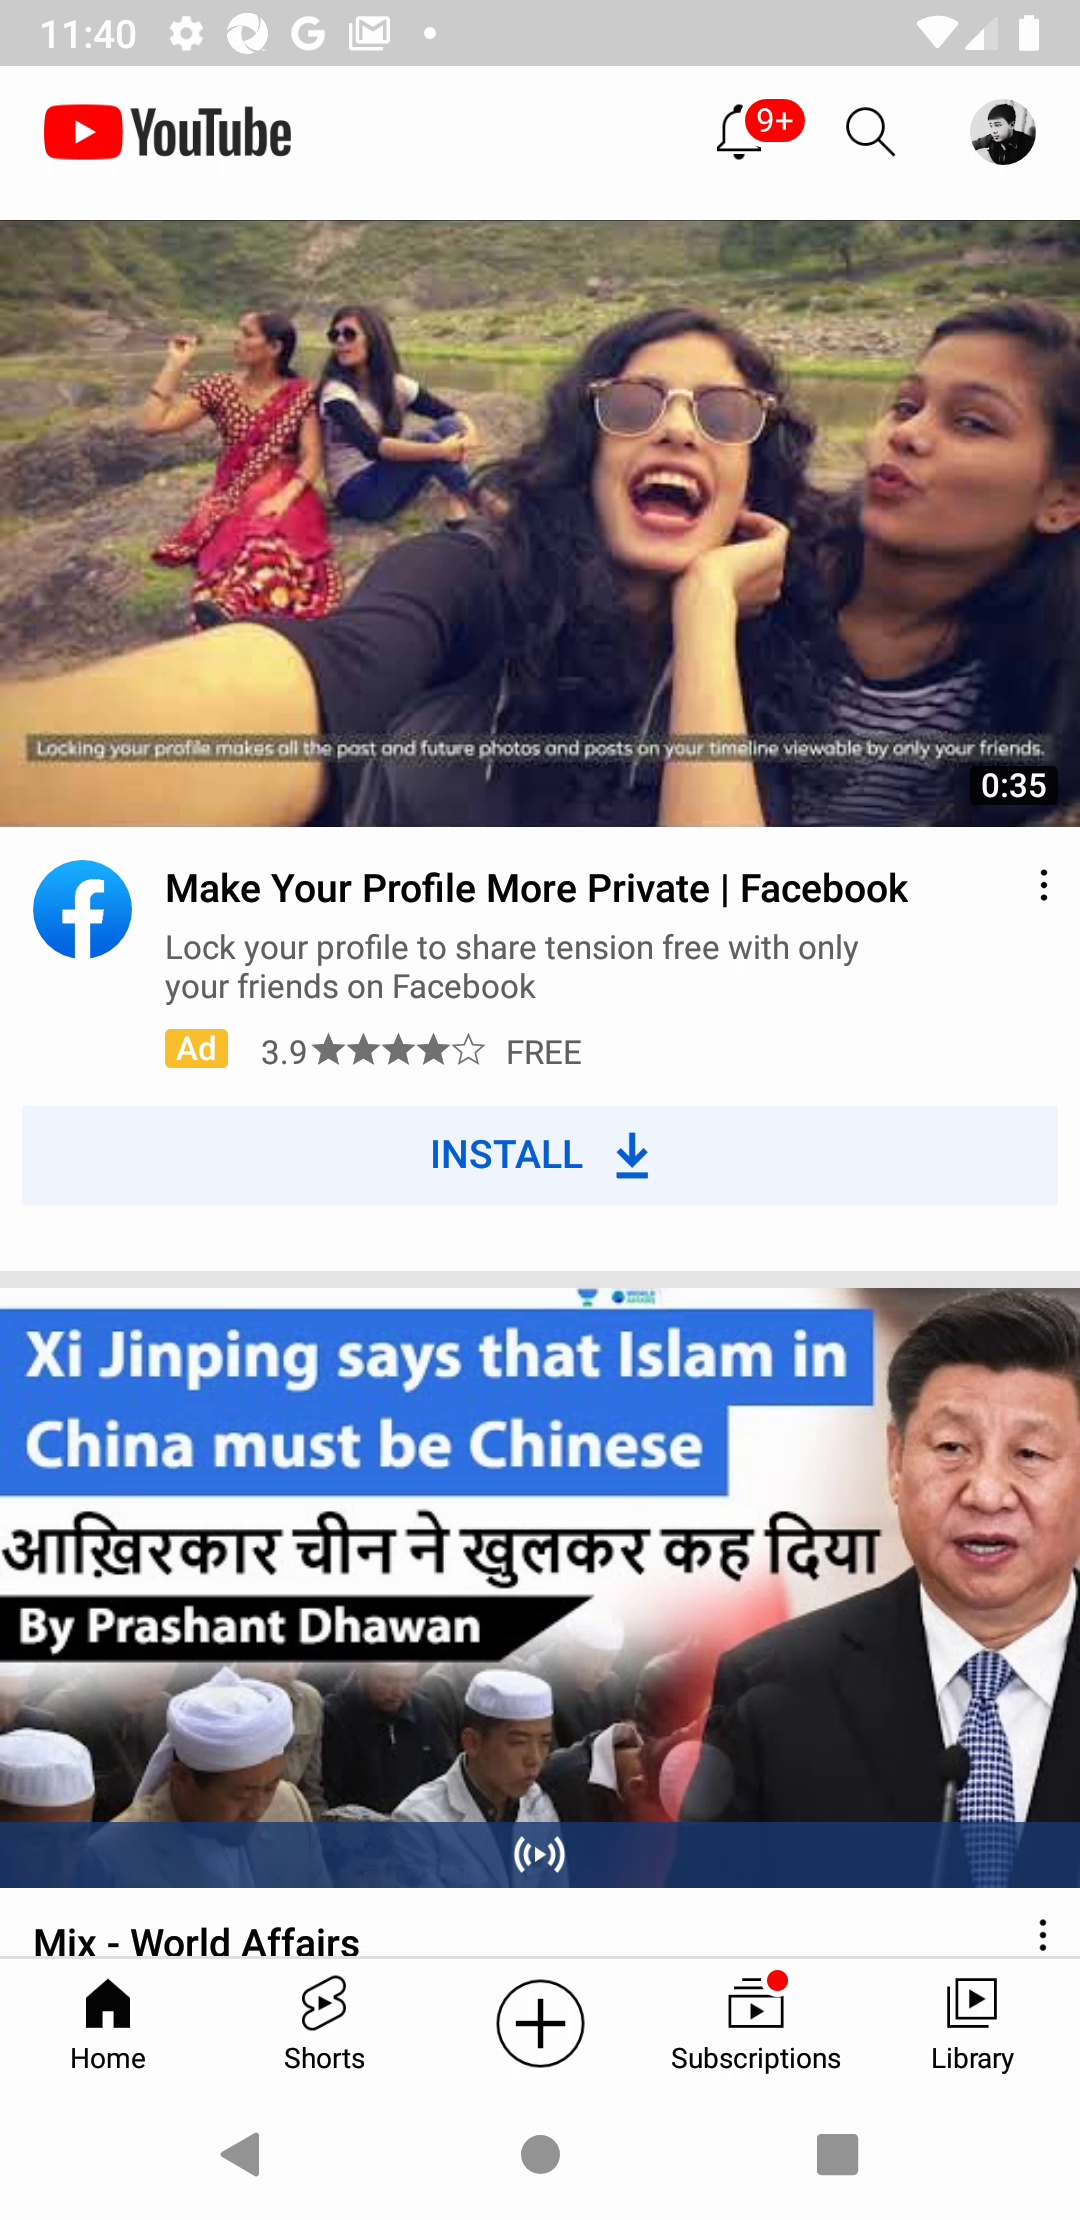 11:40
YouTube
9+
Locking your profile makes all the past and future photos and posts on your timeline viewable by only your friends.
0:35
Make Your Profile More Private | Facebook
Lock your profile to share tension free with only
your friends on Facebook
Ad 3.9 FREE
INSTALL
Xi Jinping says that Islam in
China must be Chinese
आख़िरकार चीन ने खुलकर कह दिया
By Prashant Dhawan
Mix - World Affairs
Home Shorts Subscriptions Library